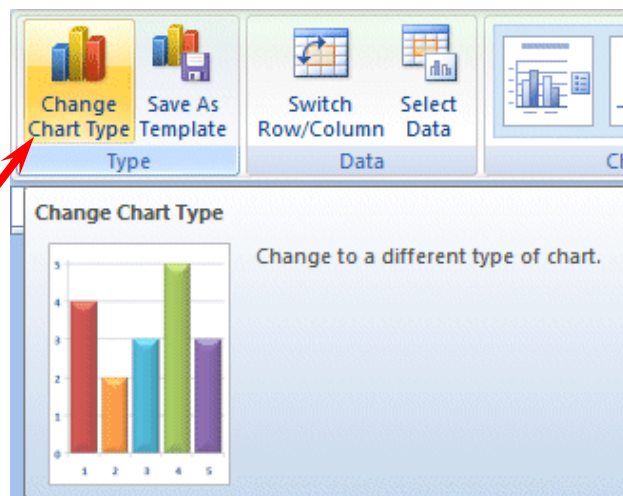 Change Chart Type
Save As Template
Switch Row/Column
Select Data
Type
Data
Change Chart Type
Change to a different type of chart.
5
4
3
2
1
0
1 2 3 4 5